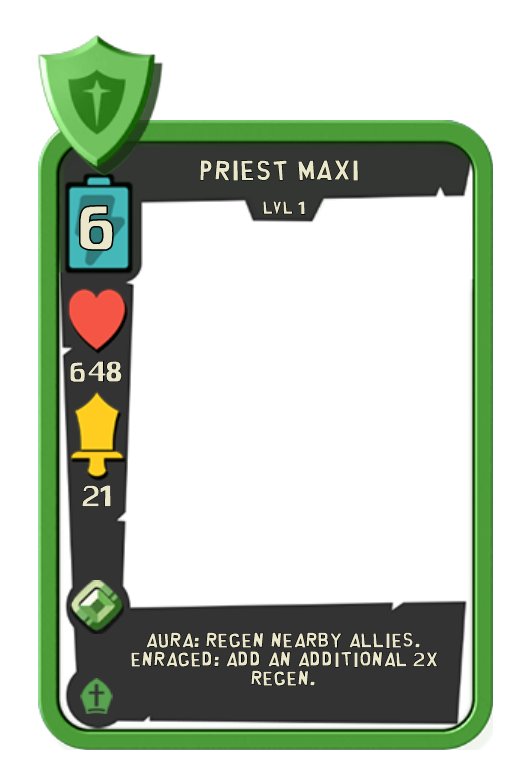 PRIEST MAXI
LVL 1
6
648
21
AURA: REGEN NEARBY ALLIES.
ENRAGED: ADD AN ADDITIONAL 2X
REGEN.